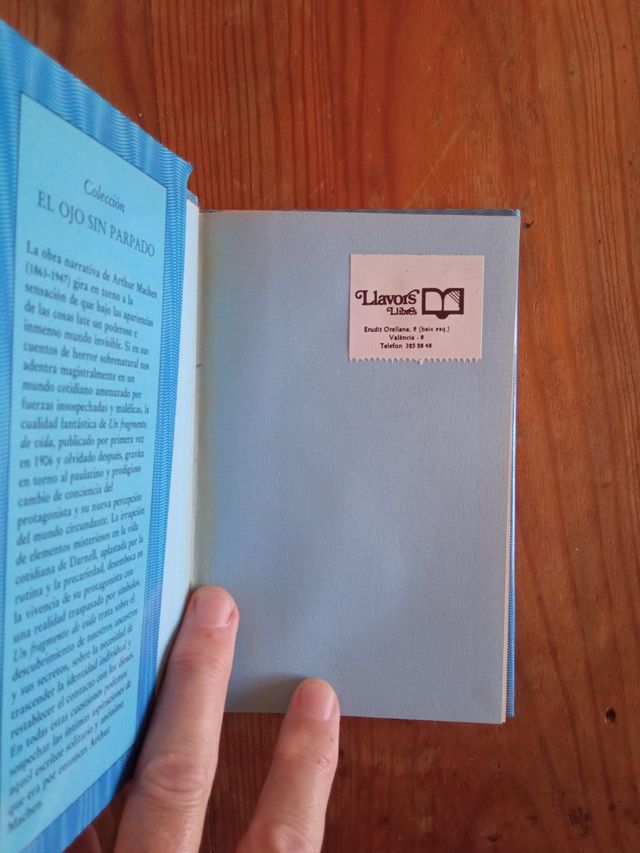 Colección
EL OJO SIN PARPADO
La obra narrativa de Arthur Machen
(1863-1947) gira en torno a la
sensación de que bajo las apariencias
de las cosas late un poderoso e
inmenso mundo invisible. Si en sus
cuentos de horror sobrenatural nos
adentra magistralmente en un
mundo cotidiano amenazado por
fuerzas insospechadas y maléficas, la
cualidad fantástica de Un fragmento
de vida, publicado por primera vez
en 1906 y olvidado después, gravita
en torno al paulatino y prodigioso
cambio de conciencia del
protagonista y su nueva percepción
del mundo circundante. La irrupción
de elementos misteriosos en la vida
cotidiana de Darnell, aplastada por la
rutina y la precariedad, desemboca en
la vivencia de su protagonista con
una realidad traspasada por símbolos.
Un fragmento de vida trata sobre el
descubrimiento de nuestros ancestros
y sus secretos, sobre la necesidad de
trascender la identidad individual y
restablecer el contacto con los dioses.
En todas estas cuestiones podemos
sospechar las íntimas aspiraciones de
aquel escritor solitario y anónimo
que era por entonces Arthur
Machen.
Llavors
Llibres
Erudit Orellana, 8 (baix esq.)
València - 8
Telefon 325 28 48